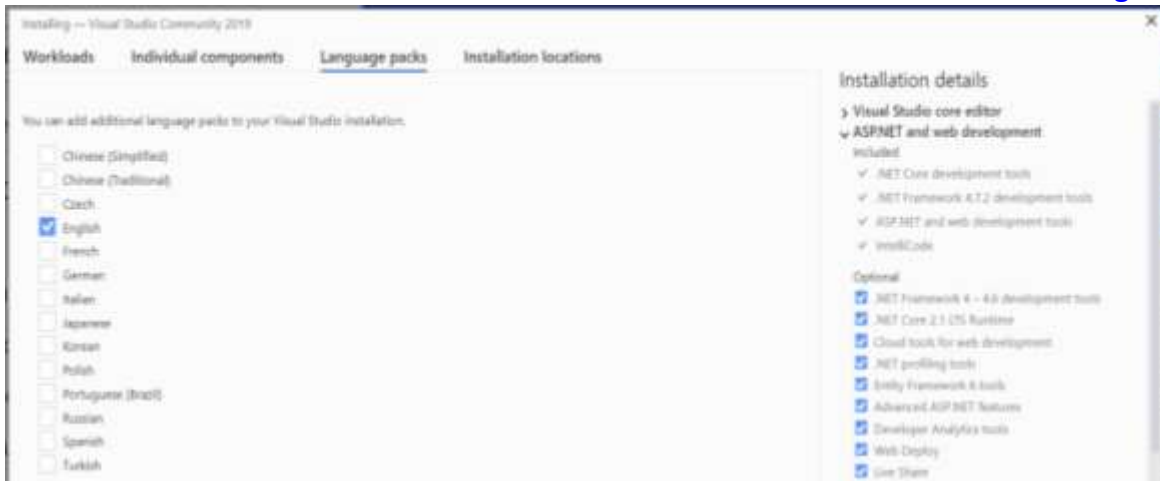 Installing — Visual Studio Community 2019
Workloads Individual components Language packs Installation locations
You can add additional language packs to your Visual Studio installation.
Chinese (Simplified)
Chinese (Traditional)
Czech
English
French
German
Italian
Japanese
Korean
Polish
Portuguese (Brazil)
Russian
Spanish
Turkish
Installation details
Visual Studio core editor
ASP.NET and web development
Included
.NET Core development tools
.NET Framework 4.7.2 development tools
ASP.NET and web development tools
IntelliCode
Optional
.NET Framework 4 – 4.6 development tools
.NET Core 2.1 LTS Runtime
Cloud tools for web development
.NET profiling tools
Entity Framework 6 tools
Advanced ASP.NET features
Developer Analytics tools
Web Deploy
Live Share